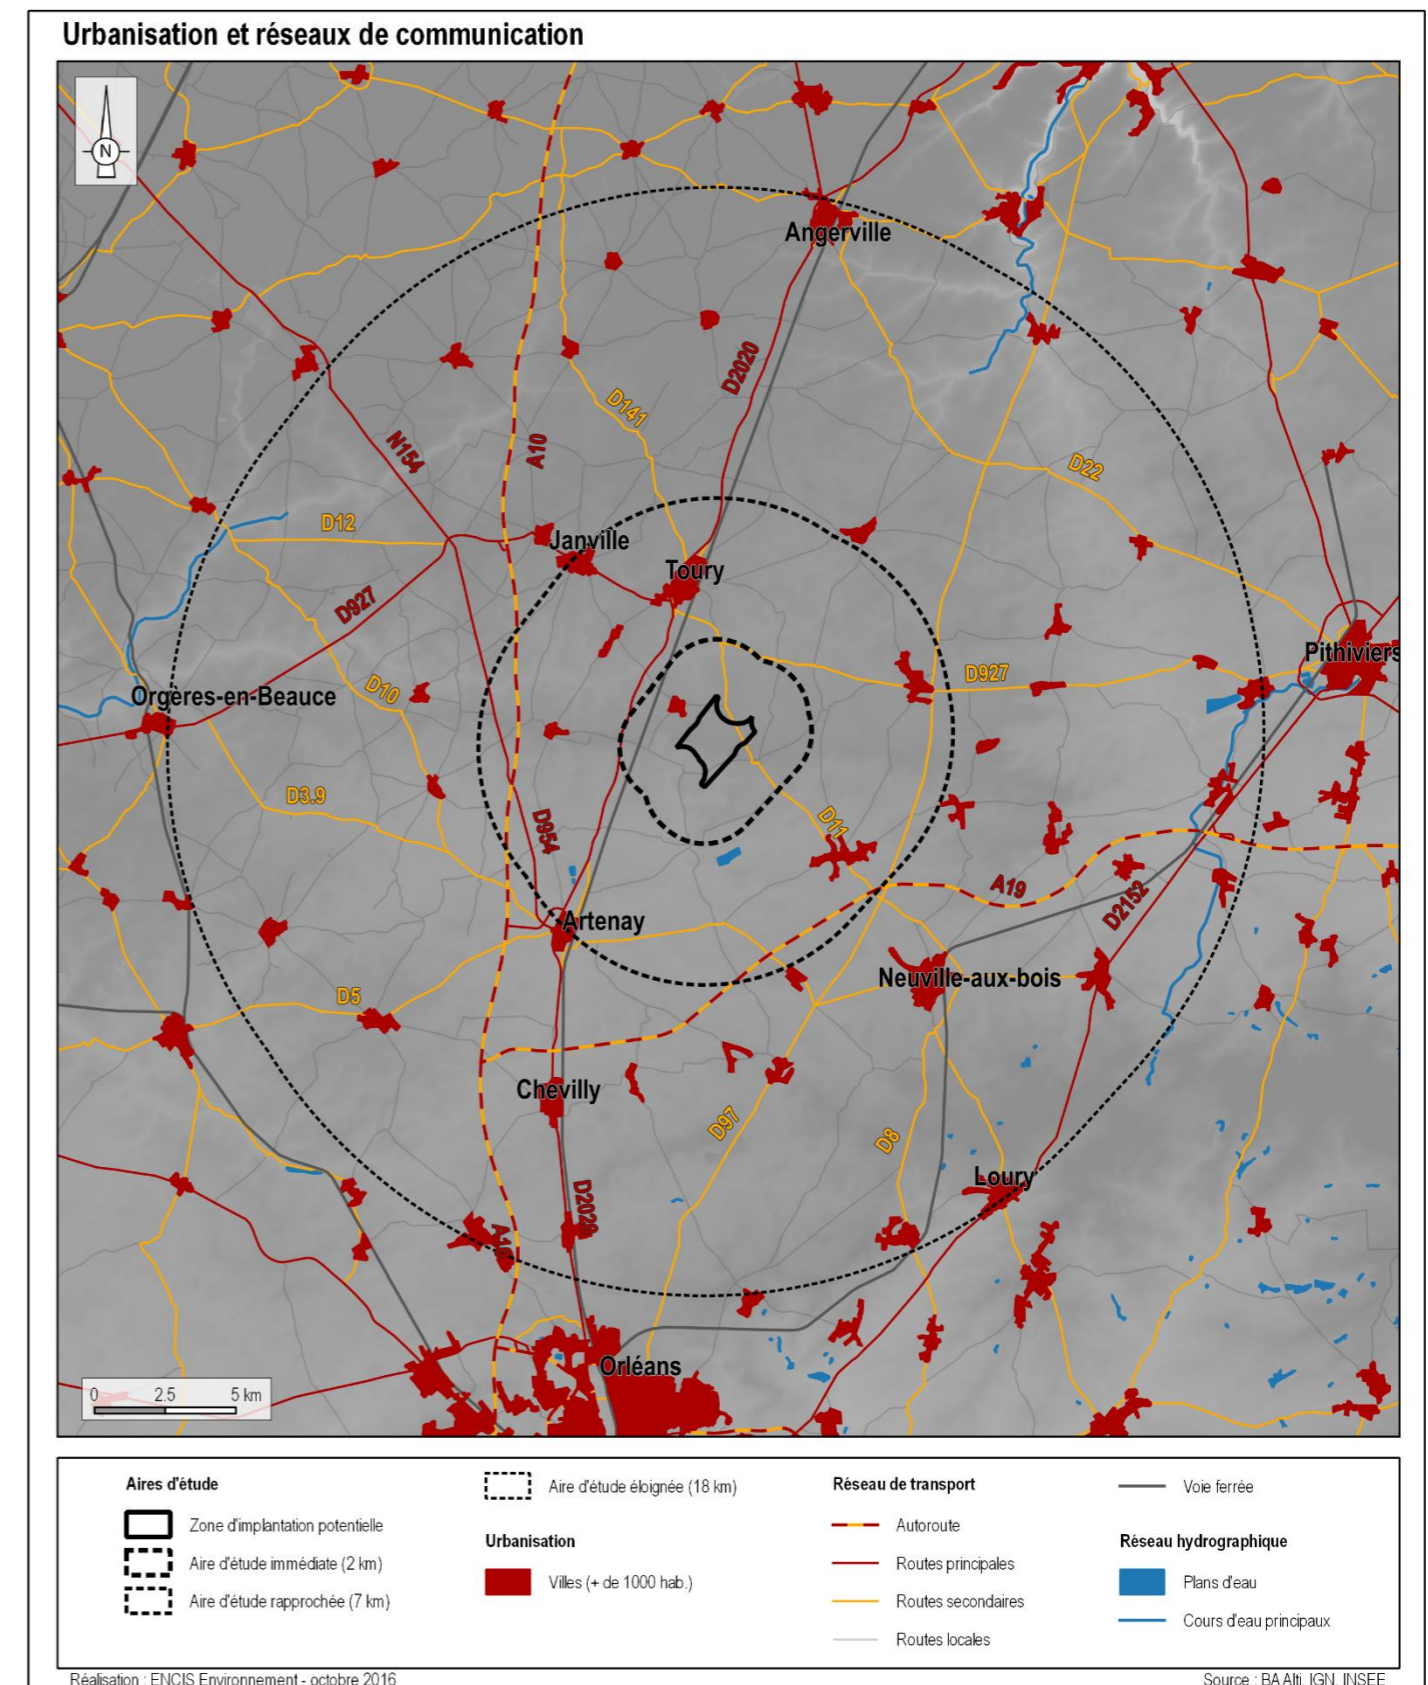 Urbanisation et réseaux de communication
N
Angerville
D2020
D141
A10
N154
D22
D12
Janville
Toury
D927
Pithiviers
D927
Orgères-en-Beauce
D10
D3.9
D954
D11
A19
D2152
Artenay
Neuville-aux-bois
D5
Chevilly
D97
D8
Loury
D2020
A10
Orléans
0 2.5 5 km
Aires d'étude
Zone d'implantation potentielle
Aire d'étude immédiate (2 km)
Aire d'étude rapprochée (7 km)
Aire d'étude éloignée (18 km)
Urbanisation
Villes (+ de 1000 hab.)
Réseau de transport
Autoroute
Routes principales
Routes secondaires
Routes locales
Voie ferrée
Réseau hydrographique
Plans d'eau
Cours d'eau principaux
Réalisation : ENCIS Environnement - octobre 2016
Source : BA Alti, IGN, INSEE